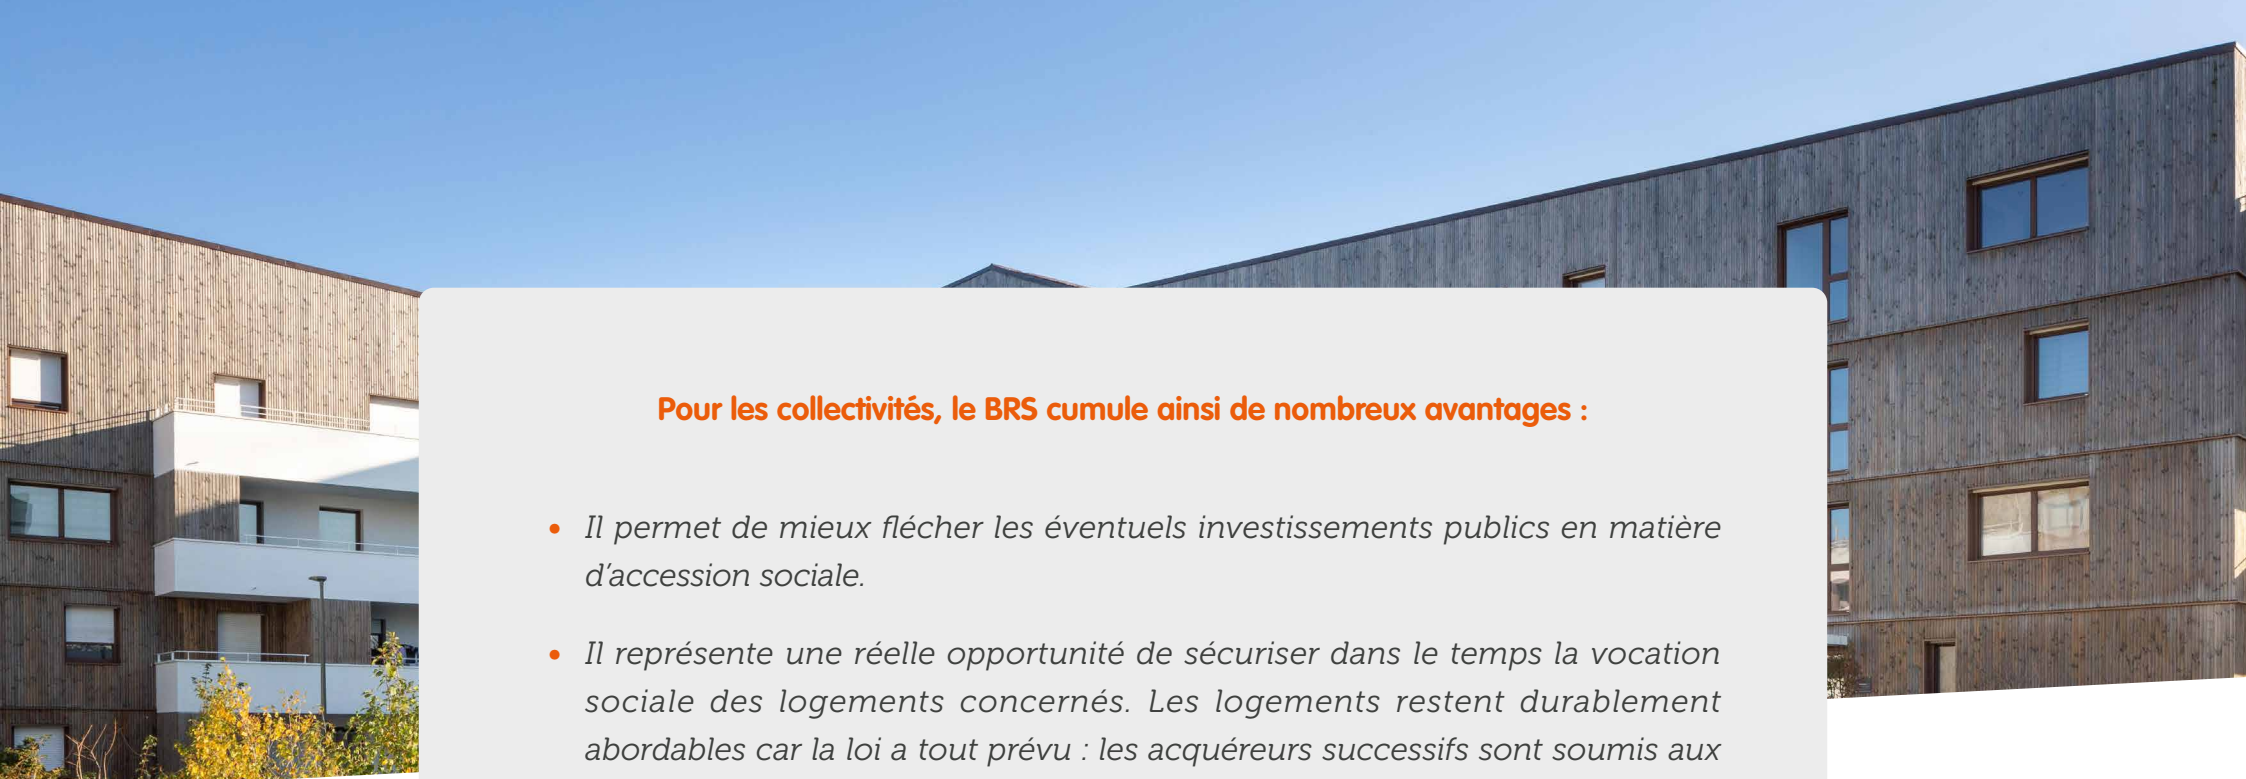 Pour les collectivités, le BRS cumule ainsi de nombreux avantages :
• Il permet de mieux flécher les éventuels investissements publics en matière
d’accession sociale.
• Il représente une réelle opportunité de sécuriser dans le temps la vocation
sociale des logements concernés. Les logements restent durablement
abordables car la loi a tout prévu : les acquéreurs successifs sont soumis aux